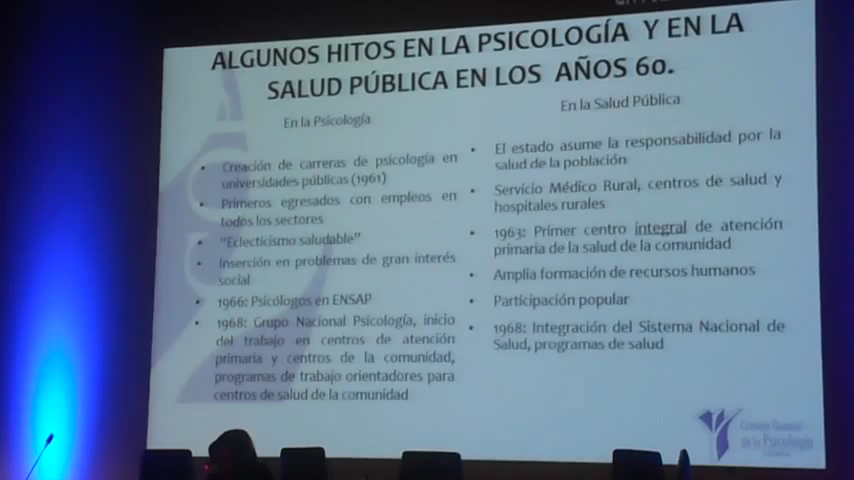 ALGUNOS HITOS EN LA PSICOLOGÍA Y EN LA
SALUD PÚBLICA EN LOS AÑOS 60.
En la Psicología
• Creación de carreras de psicología en
universidades públicas (1961)
• Primeros egresados con empleos en
todos los sectores
• "Eclecticismo saludable"
• Inserción en problemas de gran interés
social
• 1966: Psicólogos en ENSAP
• 1968: Grupo Nacional Psicología, inicio
del trabajo en centros de atención
primaria y centros de la comunidad,
programas de trabajo orientadores para
centros de salud de la comunidad
En la Salud Pública
• El estado asume la responsabilidad por la
salud de la población
• Servicio Médico Rural, centros de salud y
hospitales rurales
• 1963: Primer centro integral de atención
primaria de la salud de la comunidad
• Amplia formación de recursos humanos
• Participación popular
• 1968: Integración del Sistema Nacional de
Salud, programas de salud
Consejo General
de la Psicología